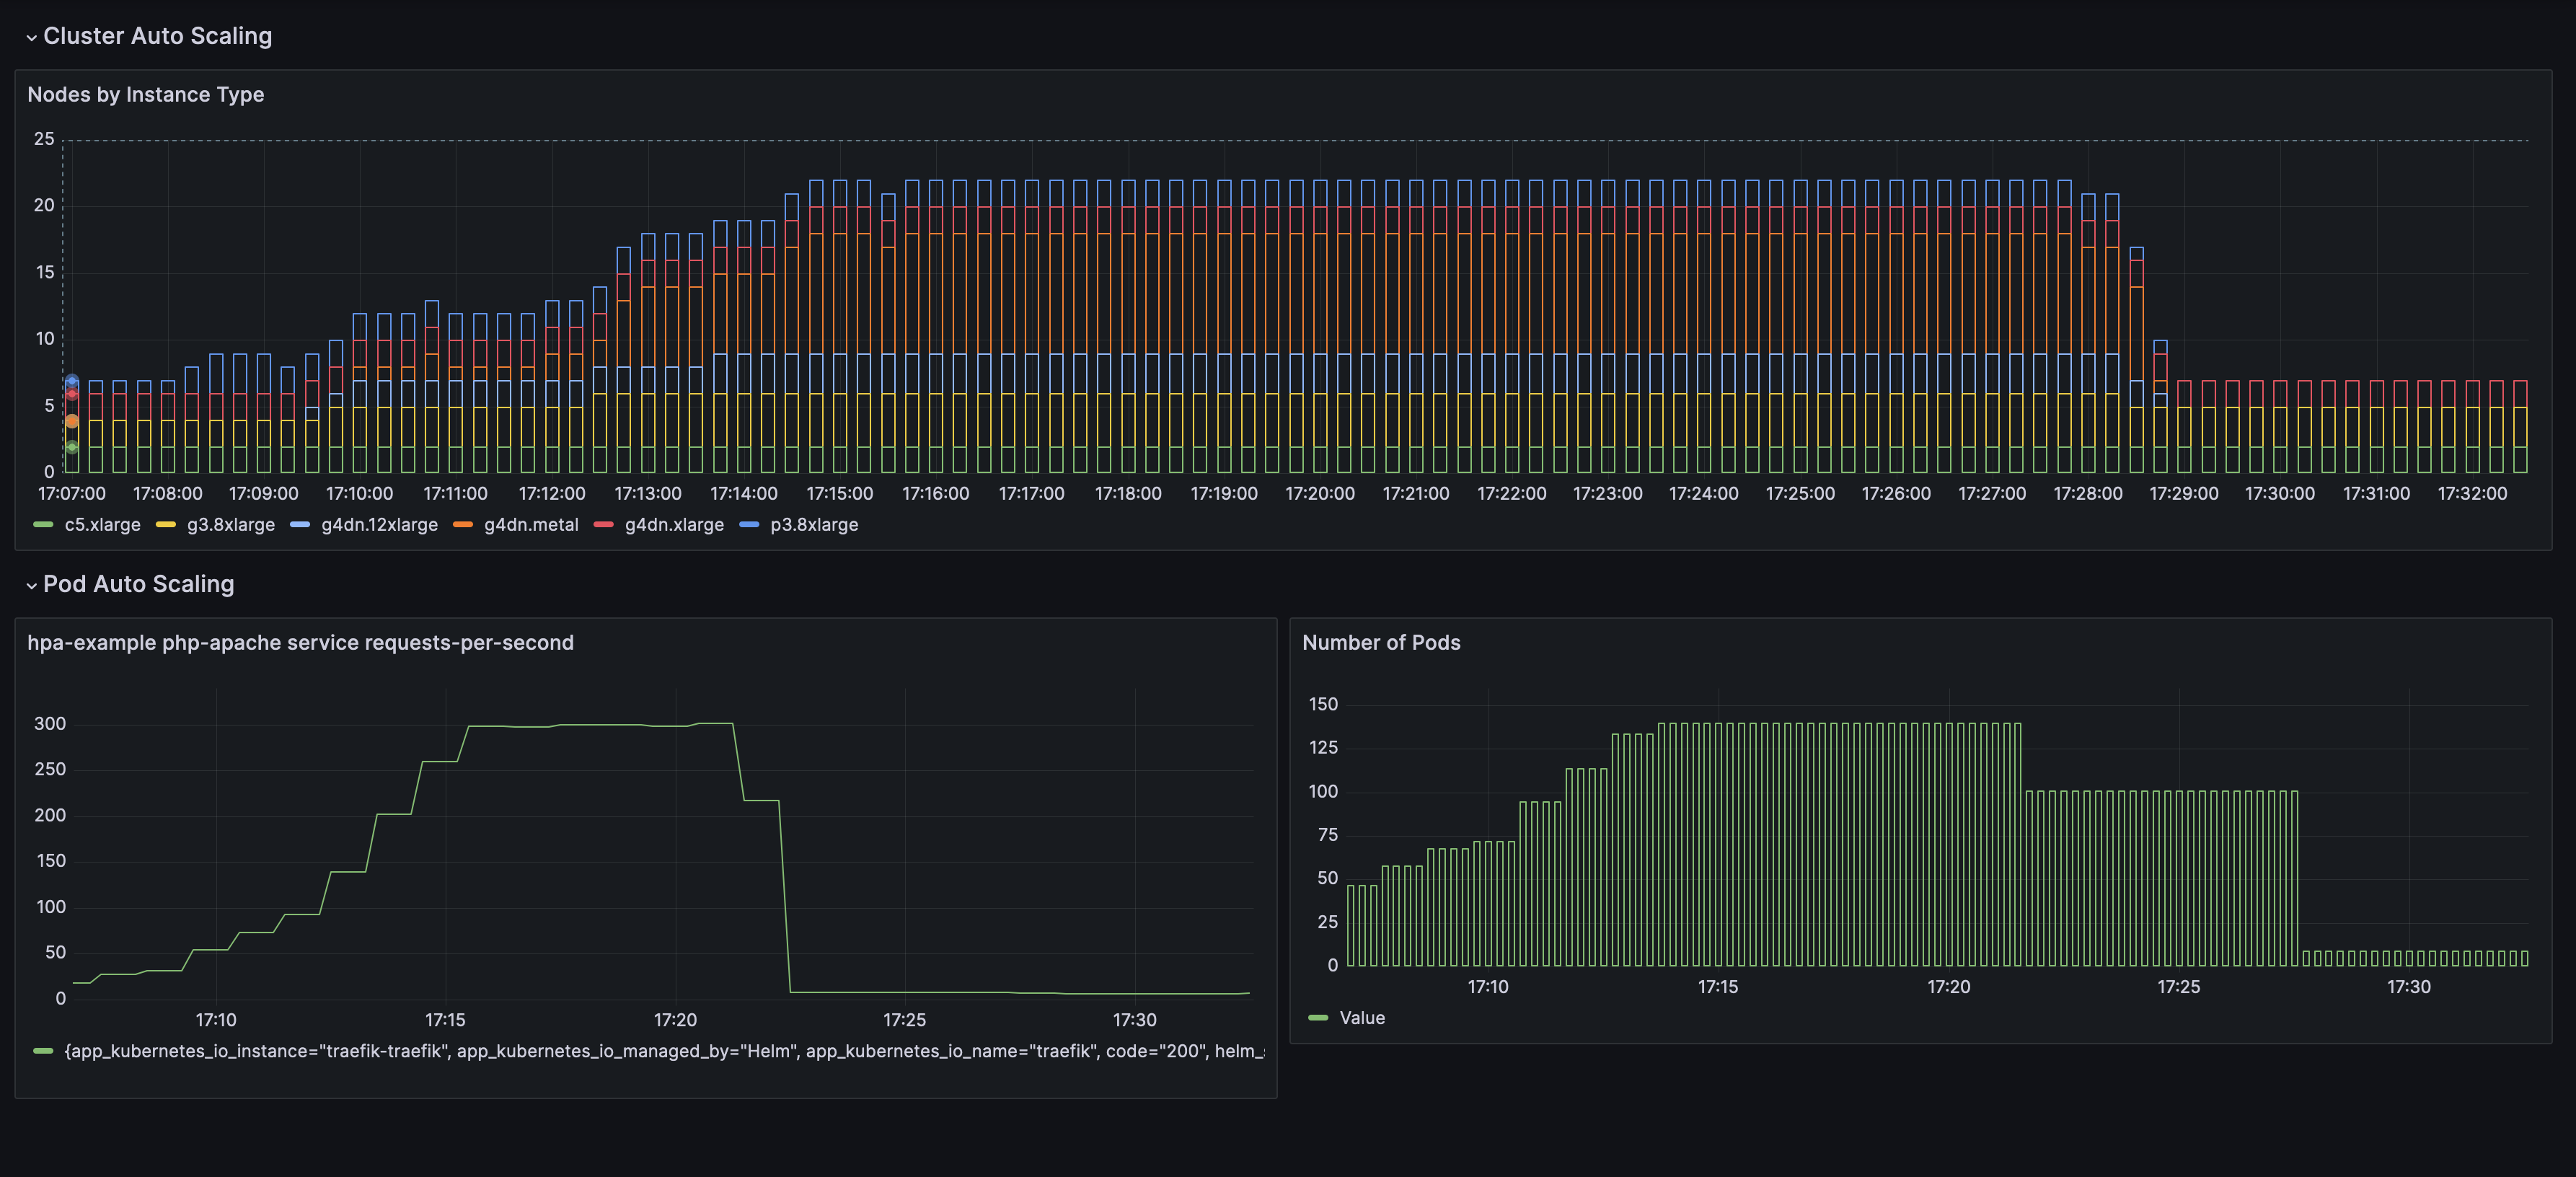 Cluster Auto Scaling
Nodes by Instance Type
25
20
15
10
5
0
17:07:00 17:08:00 17:09:00 17:10:00 17:11:00 17:12:00 17:13:00 17:14:00 17:15:00 17:16:00 17:17:00 17:18:00 17:19:00 17:20:00 17:21:00 17:22:00 17:23:00 17:24:00 17:25:00 17:26:00 17:27:00 17:28:00 17:29:00 17:30:00 17:31:00 17:32:00
c5.xlarge g3.8xlarge g4dn.12xlarge g4dn.metal g4dn.xlarge p3.8xlarge
Pod Auto Scaling
hpa-example php-apache service requests-per-second
300
250
200
150
100
50
0
17:10 17:15 17:20 17:25 17:30
{app_kubernetes_io_instance="traefik-traefik", app_kubernetes_io_managed_by="Helm", app_kubernetes_io_name="traefik", code="200", helm_
Number of Pods
150
125
100
75
50
25
0
17:10 17:15 17:20 17:25 17:30
Value